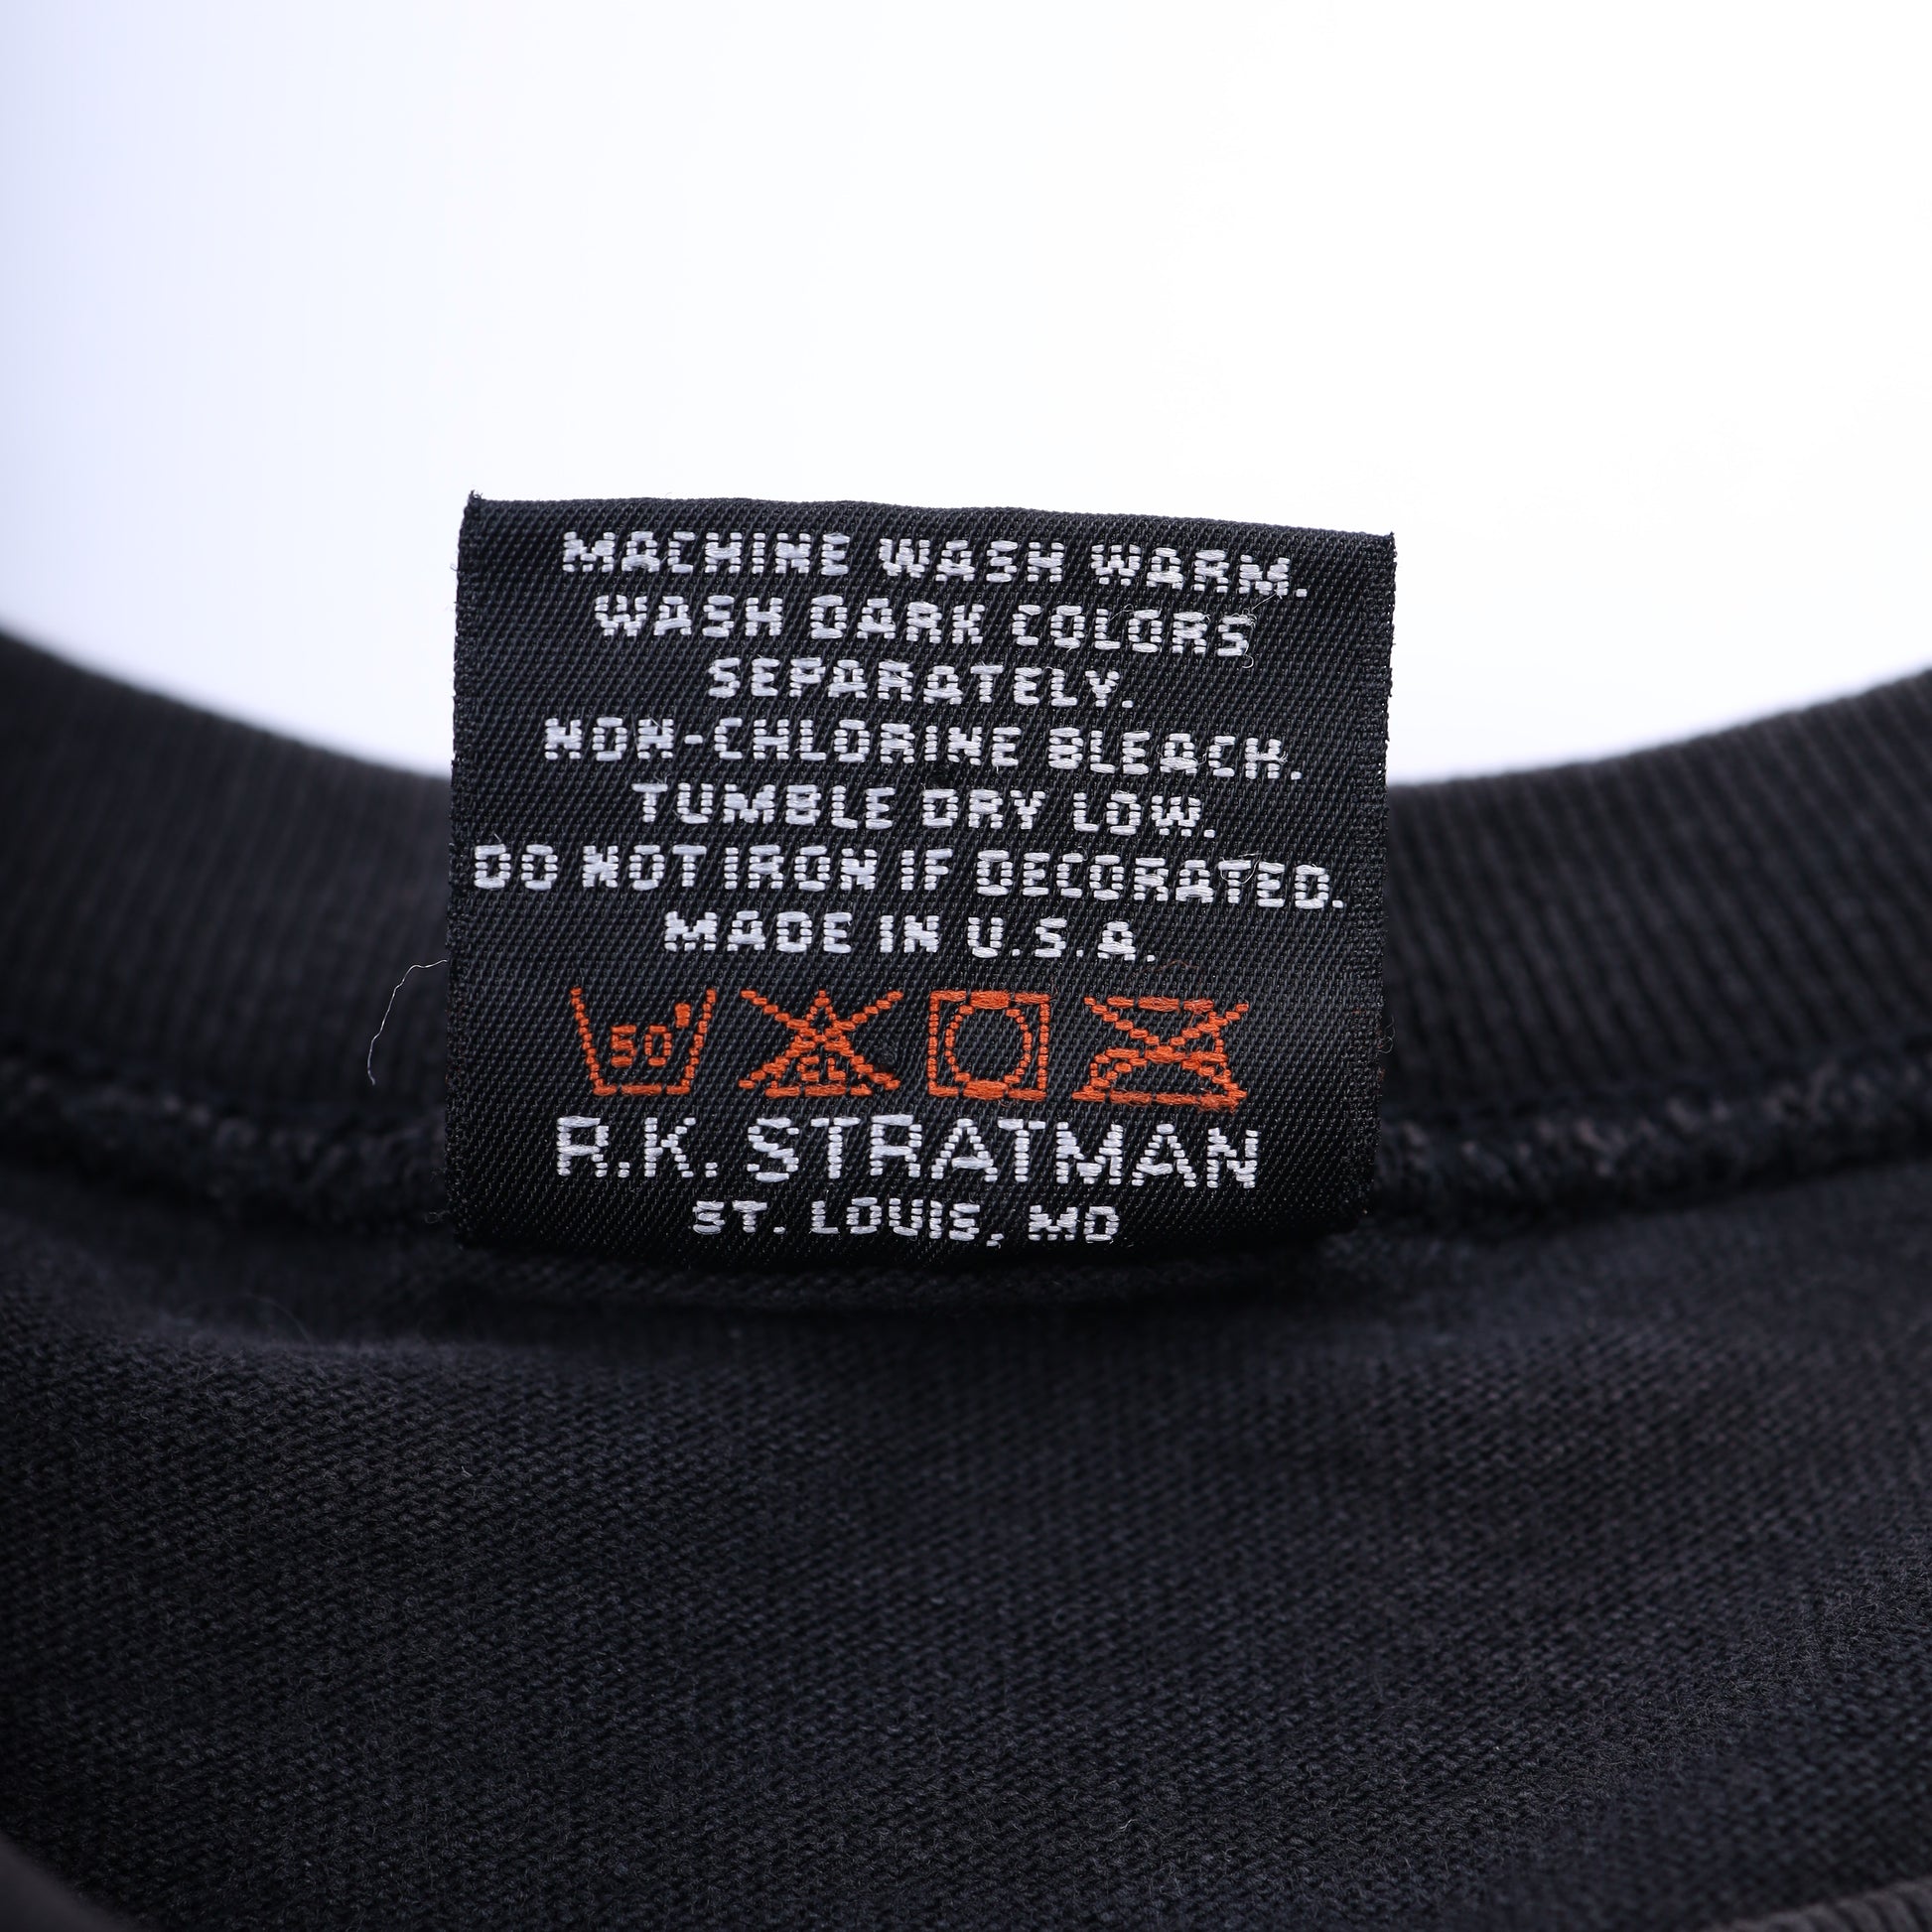 MACHINE WASH WARM.
WASH DARK COLORS
SEPARATELY.
NON-CHLORINE BLEACH.
TUMBLE DRY LOW.
DO NOT IRON IF DECORATED.
MADE IN U.S.A.
50° CL
R.K. STRATMAN
ST. LOUIS, MO